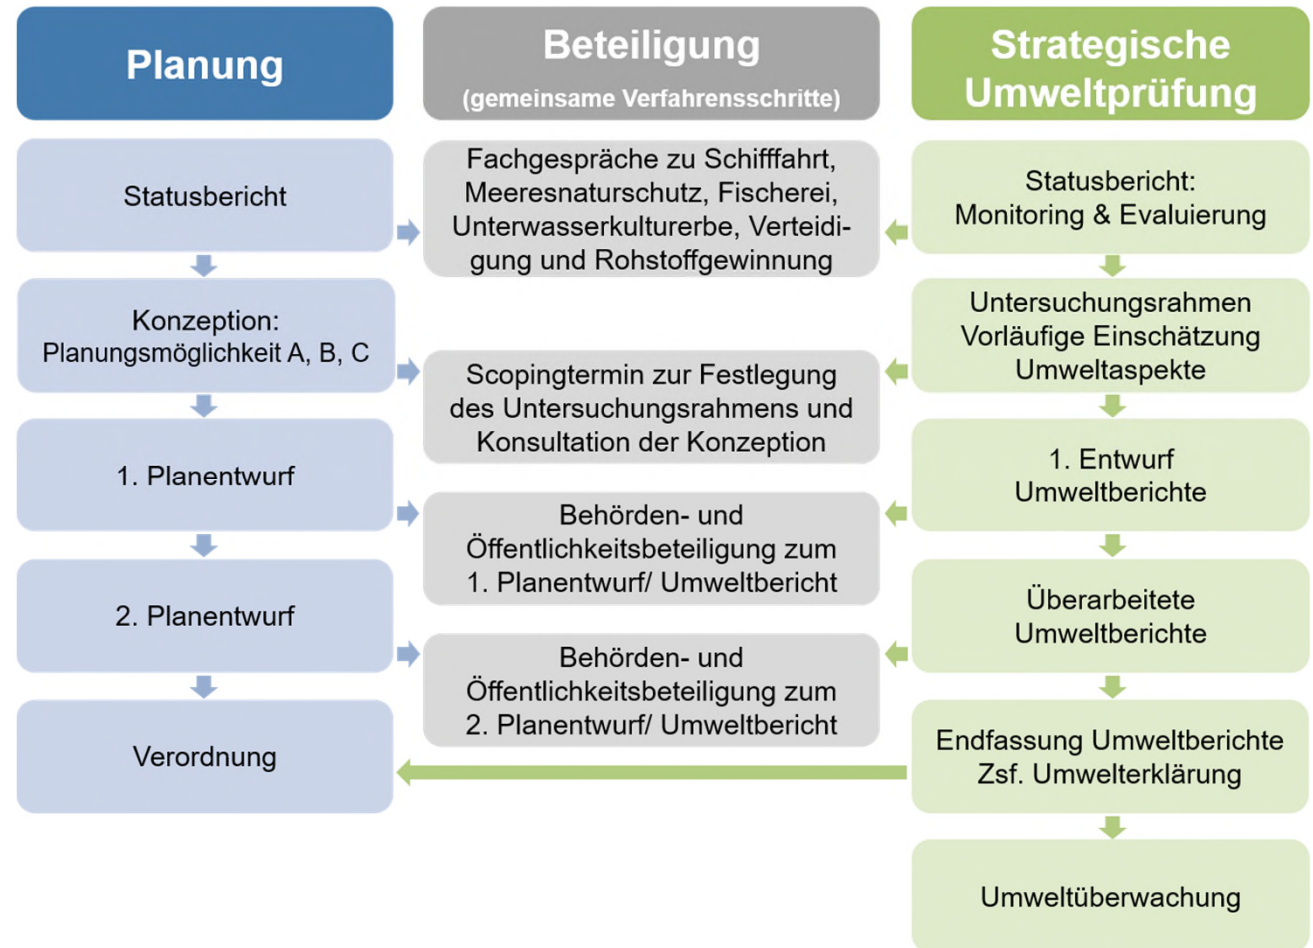 Planung
Beteiligung
(gemeinsame Verfahrensschritte)
Strategische
Umweltprüfung
Statusbericht
Fachgespräche zu Schifffahrt,
Meeresnaturschutz, Fischerei,
Unterwasserkulturerbe, Verteidi-
gung und Rohstoffgewinnung
Statusbericht:
Monitoring & Evaluierung
Konzeption:
Planungsmöglichkeit A, B, C
Scopingtermin zur Festlegung
des Untersuchungsrahmens und
Konsultation der Konzeption
Untersuchungsrahmen
Vorläufige Einschätzung
Umweltaspekte
1. Planentwurf
Behörden- und
Öffentlichkeitsbeteiligung zum
1. Planentwurf/ Umweltbericht
1. Entwurf
Umweltberichte
2. Planentwurf
Behörden- und
Öffentlichkeitsbeteiligung zum
2. Planentwurf/ Umweltbericht
Überarbeitete
Umweltberichte
Verordnung
Endfassung Umweltberichte
Zsf. Umwelterklärung
Umweltüberwachung